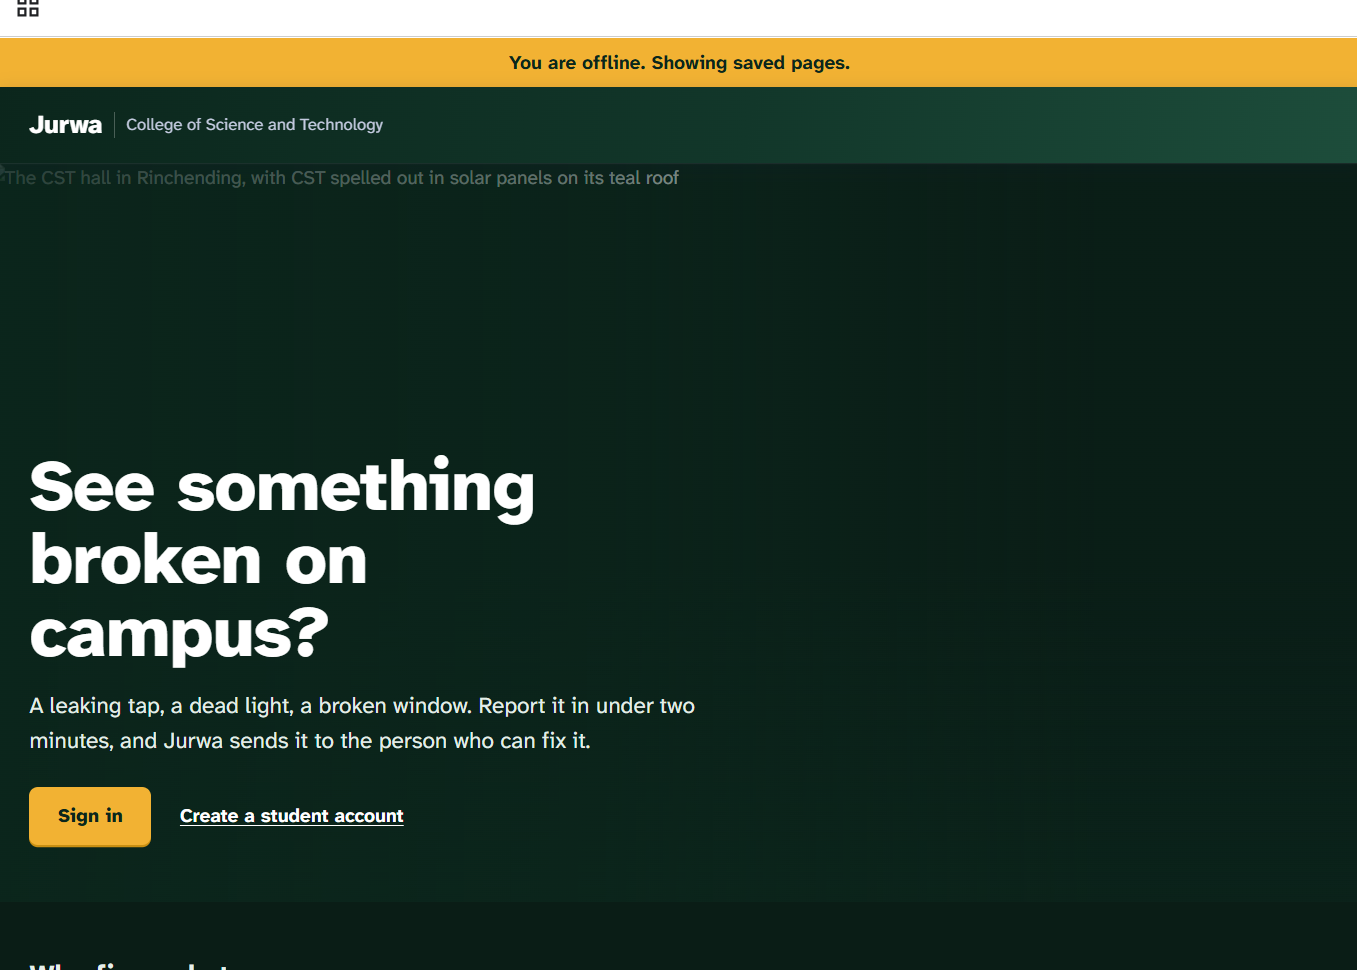 You are offline. Showing saved pages.
Jurwa College of Science and Technology
The CST hall in Rinchending, with CST spelled out in solar panels on its teal roof
See something
broken on
campus?
A leaking tap, a dead light, a broken window. Report it in under two
minutes, and Jurwa sends it to the person who can fix it.
Sign in Create a student account